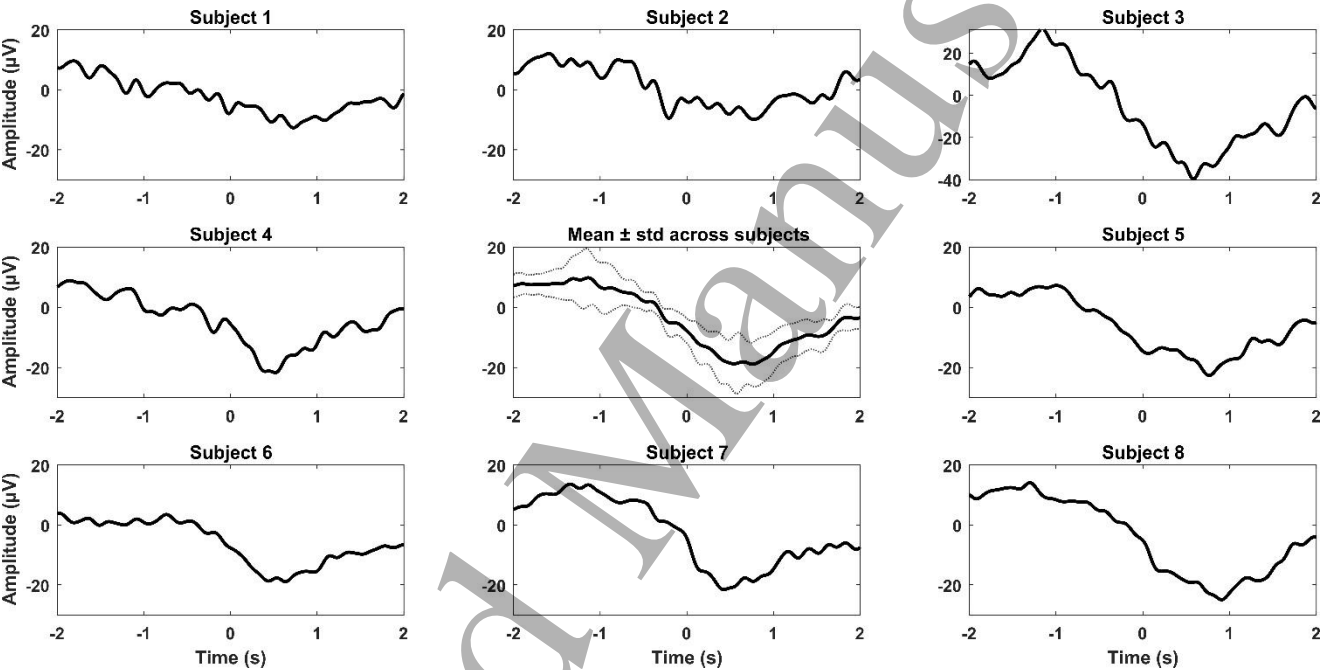 Subject 1
Subject 2
Subject 3
Amplitude (µV)
20
0
-20
-2 -1 0 1 2
20
0
-20
-2 -1 0 1 2
20
0
-20
-40
-2 -1 0 1 2
Subject 4
Mean ± std across subjects
Subject 5
Amplitude (µV)
20
0
-20
-2 -1 0 1 2
20
0
-20
-2 -1 0 1 2
20
0
-20
-2 -1 0 1 2
Subject 6
Subject 7
Subject 8
Amplitude (µV)
20
0
-20
-2 -1 0 1 2
Time (s)
20
0
-20
-2 -1 0 1 2
Time (s)
20
0
-20
-2 -1 0 1 2
Time (s)
d Manus